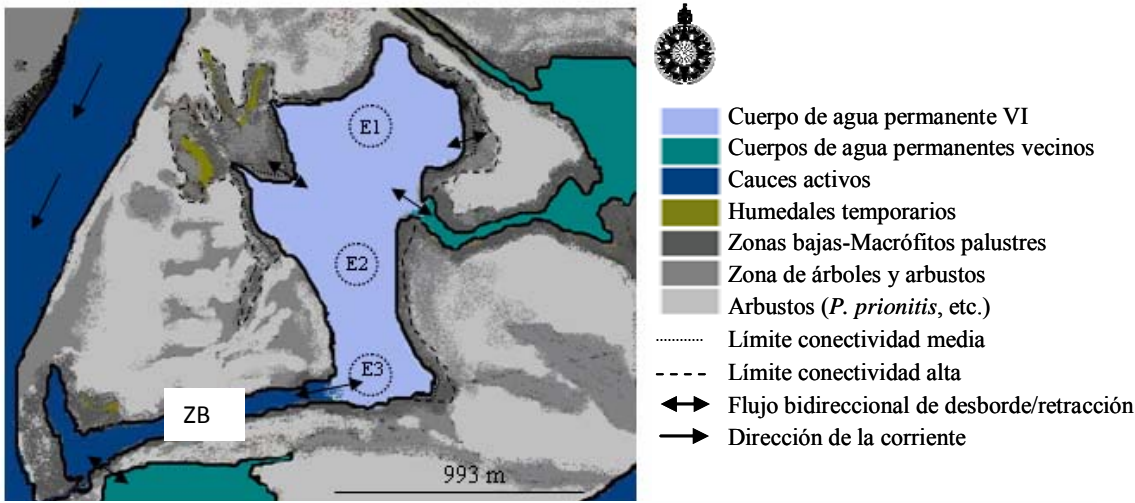 E1
E2
E3
ZB
993 m
Cuerpo de agua permanente VI
Cuerpos de agua permanentes vecinos
Cauces activos
Humedales temporarios
Zonas bajas-Macrófitos palustres
Zona de árboles y arbustos
Arbustos (P. prionitis, etc.)
Límite conectividad media
Límite conectividad alta
Flujo bidireccional de desborde/retracción
Dirección de la corriente